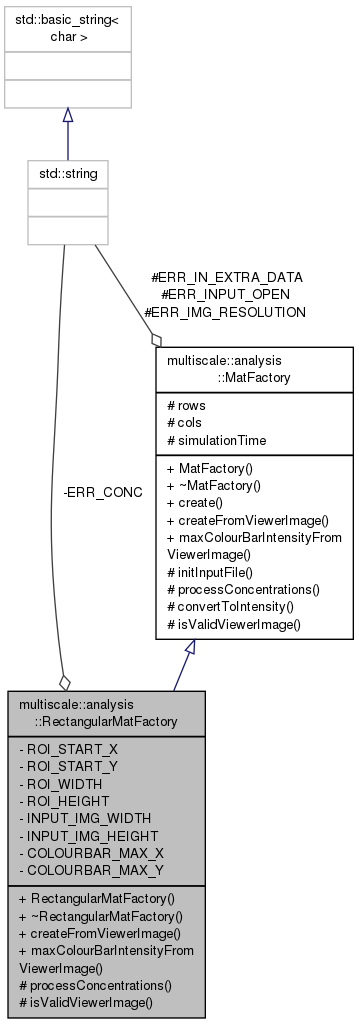 std::basic_string<
char >
std::string
#ERR_IN_EXTRA_DATA
#ERR_INPUT_OPEN
#ERR_IMG_RESOLUTION
multiscale::analysis
::MatFactory
# rows
# cols
# simulationTime
+ MatFactory()
+ ~MatFactory()
+ create()
+ createFromViewerImage()
+ maxColourBarIntensityFrom
ViewerImage()
# initInputFile()
# processConcentrations()
# convertToIntensity()
# isValidViewerImage()
-ERR_CONC
multiscale::analysis
::RectangularMatFactory
- ROI_START_X
- ROI_START_Y
- ROI_WIDTH
- ROI_HEIGHT
- INPUT_IMG_WIDTH
- INPUT_IMG_HEIGHT
- COLOURBAR_MAX_X
- COLOURBAR_MAX_Y
+ RectangularMatFactory()
+ ~RectangularMatFactory()
+ createFromViewerImage()
+ maxColourBarIntensityFrom
ViewerImage()
# processConcentrations()
# isValidViewerImage()